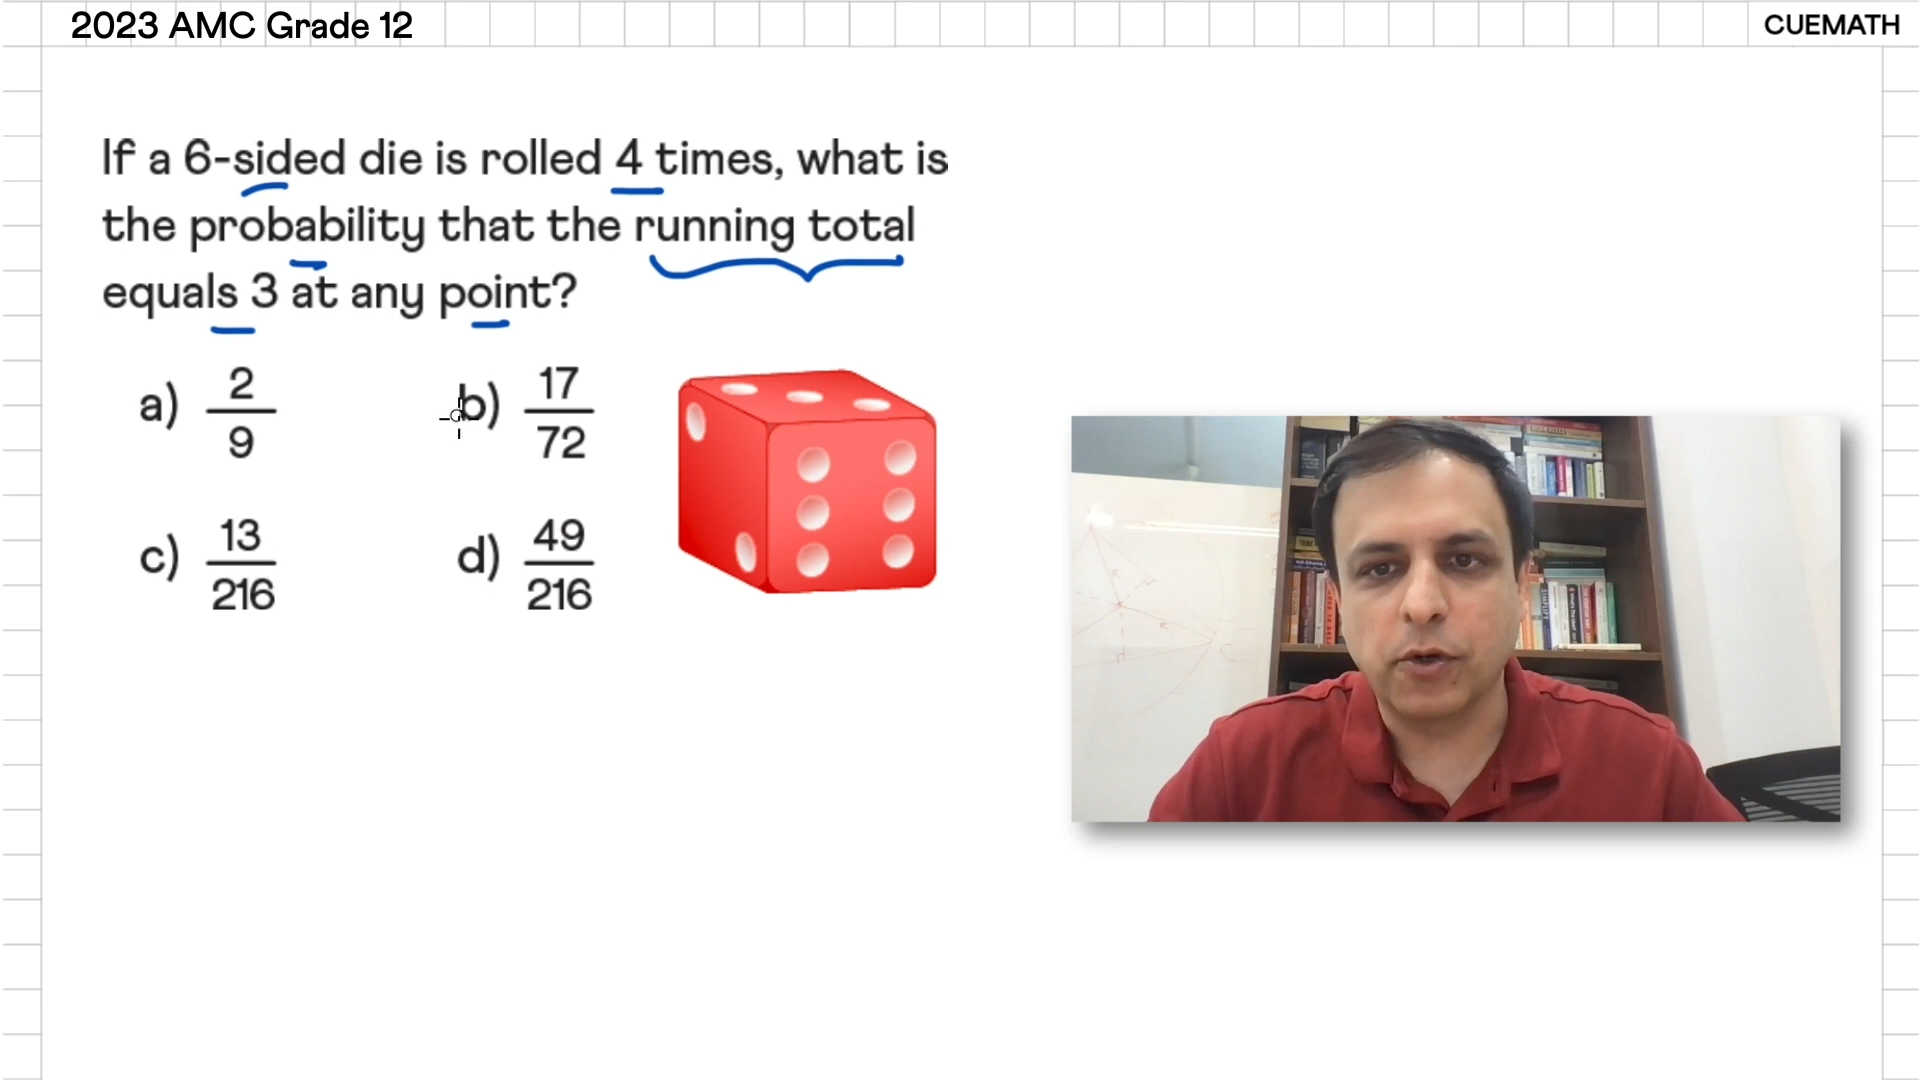 2023 AMC Grade 12
CUEMATH
If a 6-sided die is rolled 4 times, what is
the probability that the running total
equals 3 at any point?
a) 2/9
b) 17/72
c) 13/216
d) 49/216